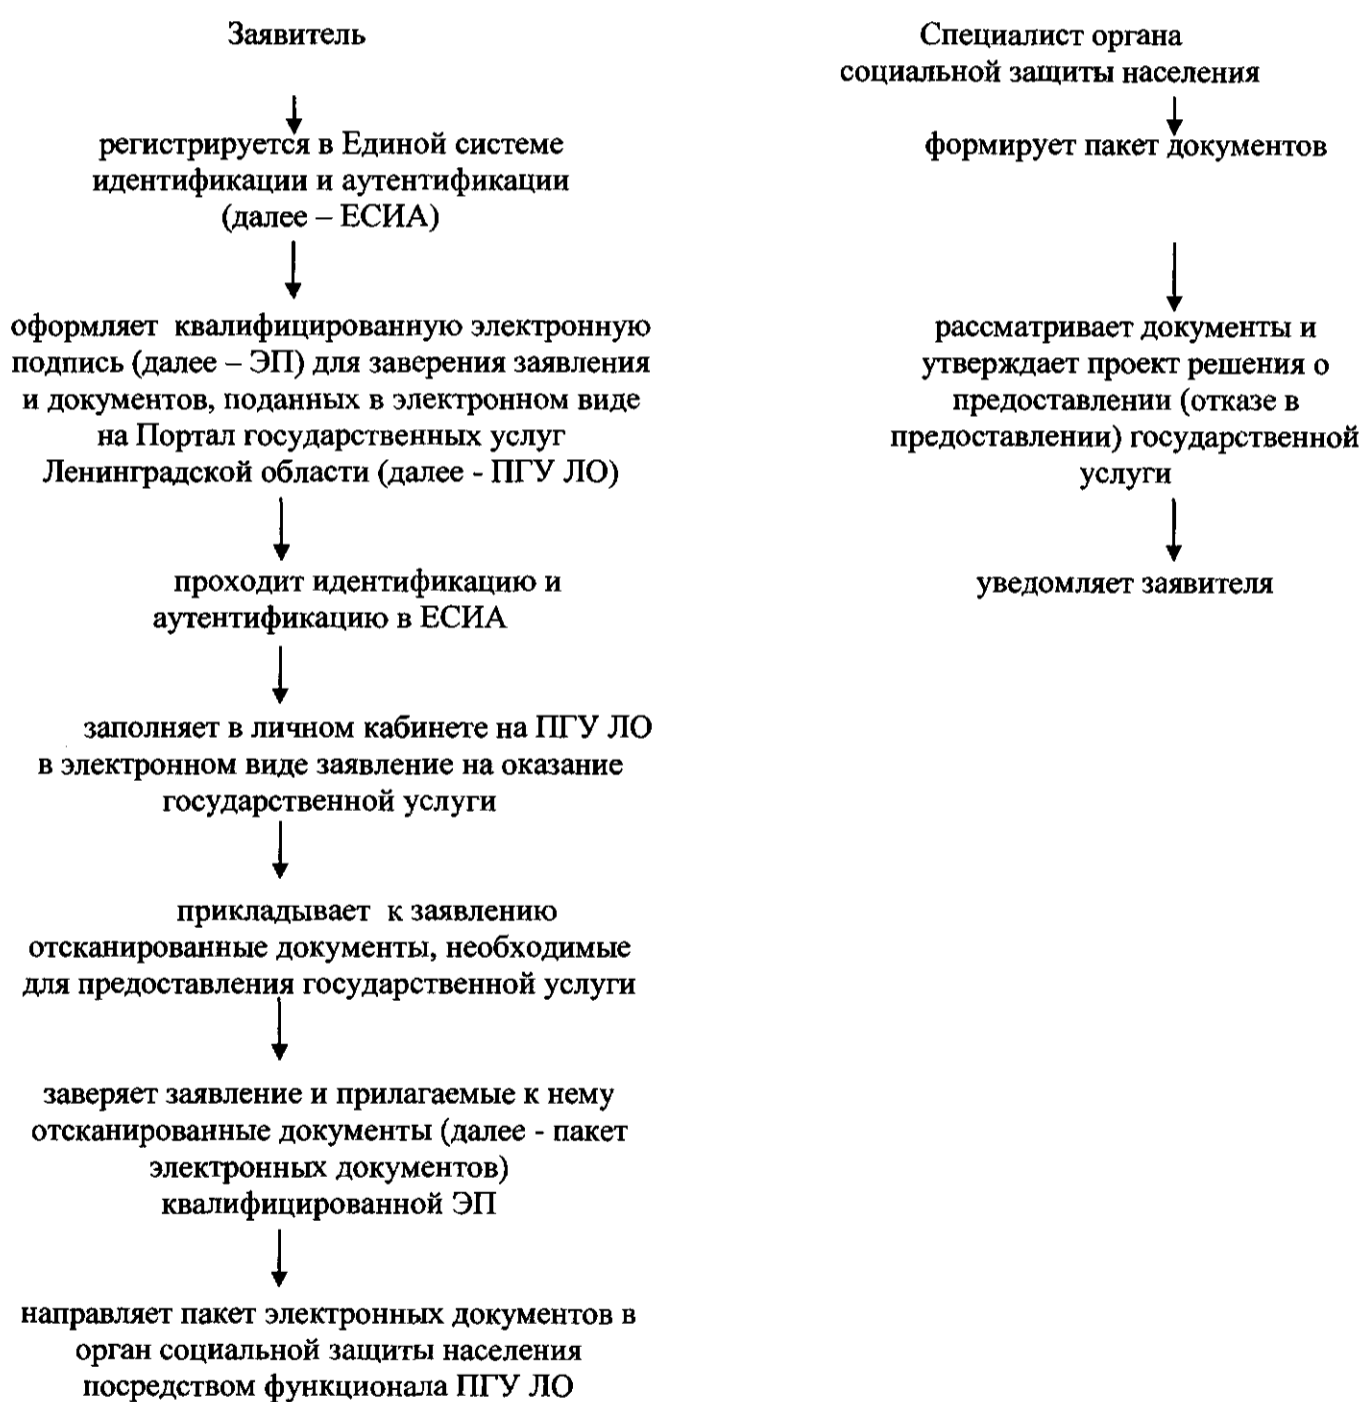 Заявитель
регистрируется в Единой системе
идентификации и аутентификации
(далее – ЕСИА)
оформляет квалифицированную электронную
подпись (далее – ЭП) для заверения заявления
и документов, поданных в электронном виде
на Портал государственных услуг
Ленинградской области (далее - ПГУ ЛО)
проходит идентификацию и
аутентификацию в ЕСИА
заполняет в личном кабинете на ПГУ ЛО
в электронном виде заявление на оказание
государственной услуги
прикладывает к заявлению
отсканированные документы, необходимые
для предоставления государственной услуги
заверяет заявление и прилагаемые к нему
отсканированные документы (далее - пакет
электронных документов)
квалифицированной ЭП
направляет пакет электронных документов в
орган социальной защиты населения
посредством функционала ПГУ ЛО
Специалист органа
социальной защиты населения
формирует пакет документов
рассматривает документы и
утверждает проект решения о
предоставлении (отказе в
предоставлении) государственной
услуги
уведомляет заявителя